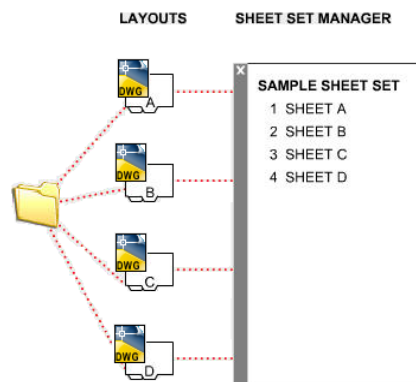 LAYOUTS
SHEET SET MANAGER
X
DWG
A
SAMPLE SHEET SET
1 SHEET A
2 SHEET B
3 SHEET C
4 SHEET D
DWG
B
DWG
C
DWG
D